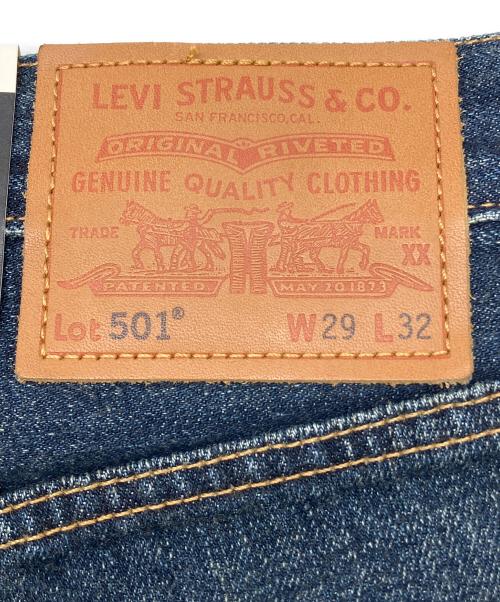 LEVI STRAUSS & CO.
SAN FRANCISCO, CAL.
ORIGINAL RIVETED
GENUINE QUALITY CLOTHING
TRADE MARK
XX
PATENTED MAY 20 1873
Lot 501® W29 L32